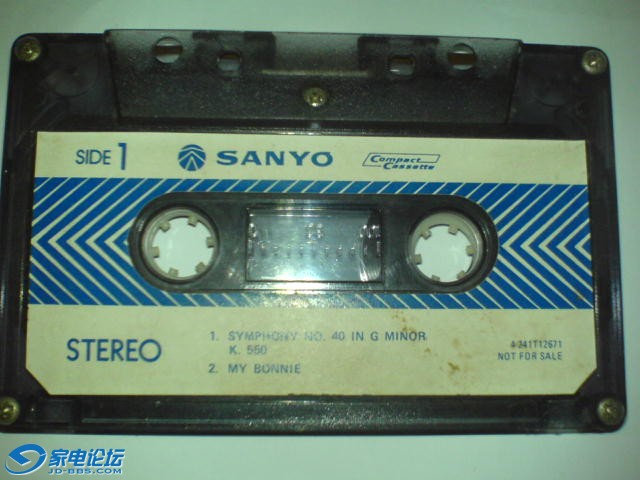 SIDE 1
SANYO
Compact
Cassette
STEREO
1. SYMPHONY NO. 40 IN G MINOR
K. 550
2. MY BONNIE
4-241T12671
NOT FOR SALE
家电论坛
JD-BBS.COM